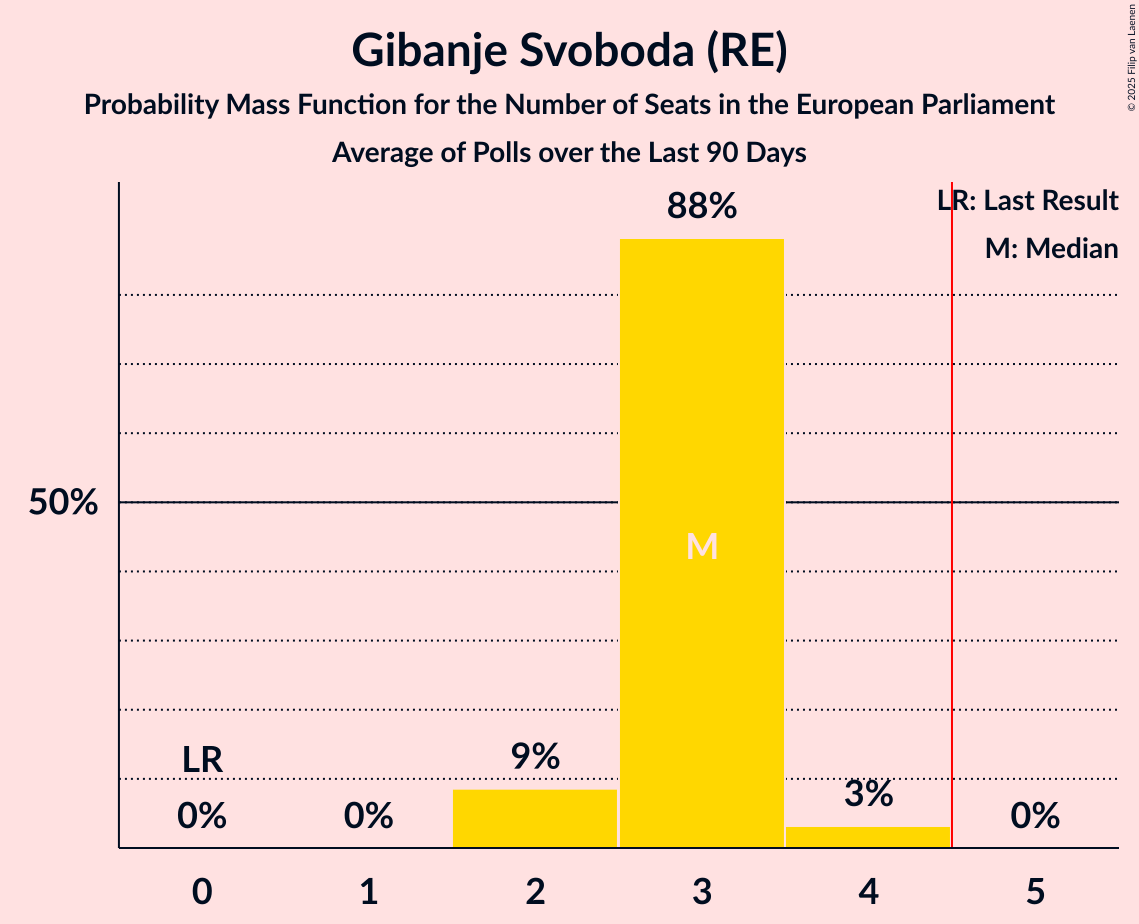 Gibanje Svoboda (RE)
Probability Mass Function for the Number of Seats in the European Parliament
Average of Polls over the Last 90 Days
© 2025 Filip van Laenen
LR: Last Result
M: Median
88%
50%
M
LR
9%
3%
0%
0%
0%
0
1
2
3
4
5